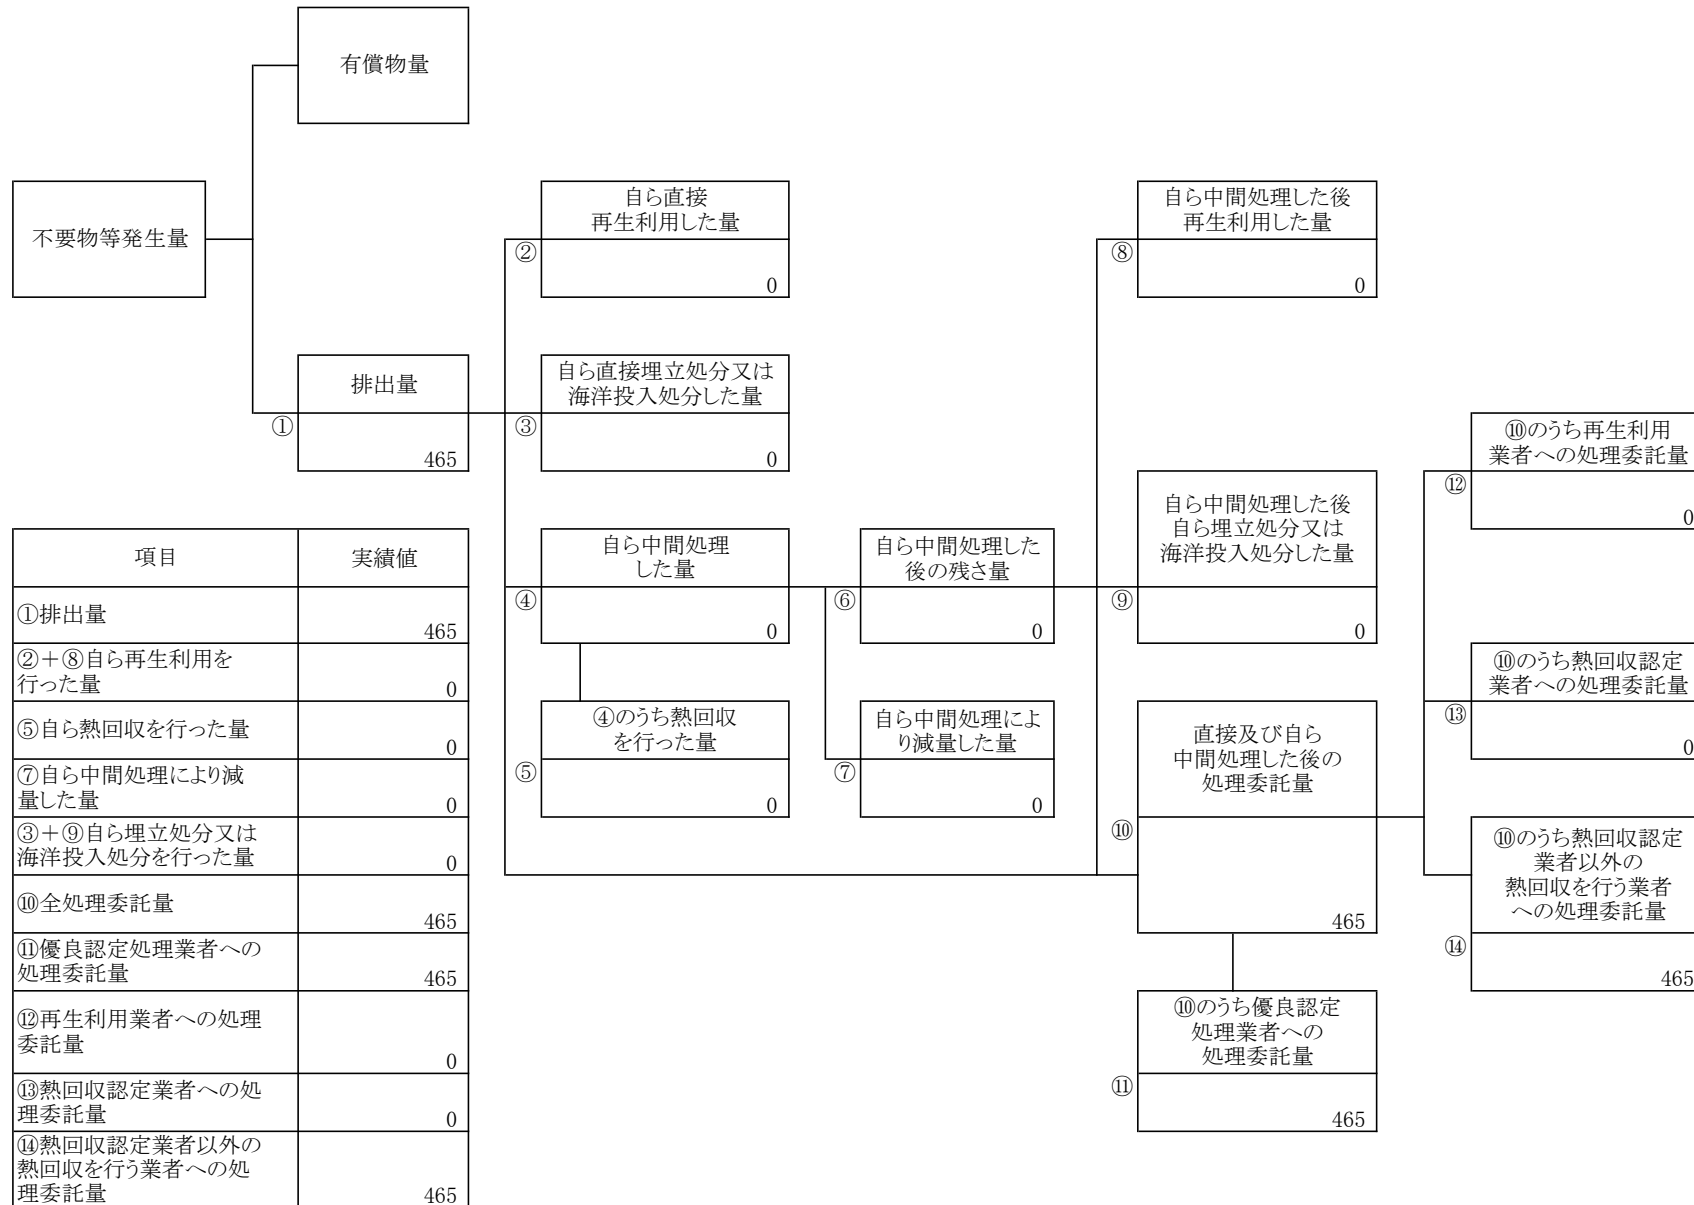 有償物量
不要物等発生量
自ら直接
再生利用した量
②
0
自ら中間処理した後
再生利用した量
⑧
0
排出量
①
465
自ら直接埋立処分又は
海洋投入処分した量
③
0
⑩のうち再生利用
業者への処理委託量
⑫
0
自ら中間処理
した量
④
0
自ら中間処理した
後の残さ量
⑥
0
自ら中間処理した後
自ら埋立処分又は
海洋投入処分した量
⑨
0
⑩のうち熱回収認定
業者への処理委託量
⑬
0
④のうち熱回収
を行った量
⑤
0
自ら中間処理によ
り減量した量
⑦
0
直接及び自ら
中間処理した後の
処理委託量
⑩
465
⑩のうち熱回収認定
業者以外の
熱回収を行う業者
への処理委託量
⑭
465
⑩のうち優良認定
処理業者への
処理委託量
⑪
465
項目 実績値
①排出量
465
②+⑧自ら再生利用を
行った量
0
⑤自ら熱回収を行った量
0
⑦自ら中間処理により減
量した量
0
③+⑨自ら埋立処分又は
海洋投入処分を行った量
0
⑩全処理委託量
465
⑪優良認定処理業者への
処理委託量
465
⑫再生利用業者への処理
委託量
0
⑬熱回収認定業者への処
理委託量
0
⑭熱回収認定業者以外の
熱回収を行う業者への処
理委託量
465